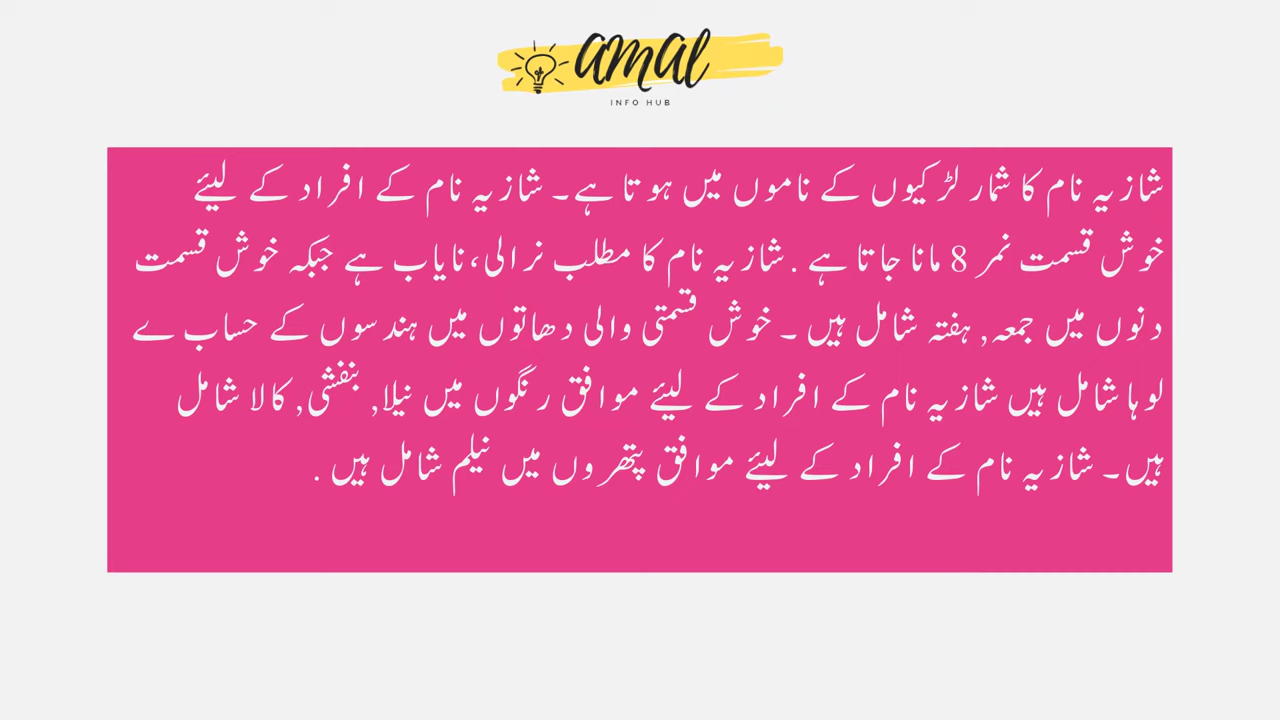 amal
INFO HUB
شازیہ نام کا شمار لڑکیوں کے ناموں میں ہوتا ہے۔ شازیہ نام کے افراد کے لیئے
خوش قسمت نمر 8 مانا جاتا ہے . شازیہ نام کا مطلب نرالی،نایاب ہے جبکہ خوش قسمت
دنوں میں جمعہ, ہفتہ شامل ہیں ۔ خوش قسمتی والی دھاتوں میں ہندسوں کے حساب ے
لوہا شامل ہیں شازیہ نام کے افراد کے لیئے موافق رنگوں میں نیلا, بنفشی, کالا شامل
ہیں۔ شازیہ نام کے افراد کے لیئے موافق پتھروں میں نیلم شامل ہیں .